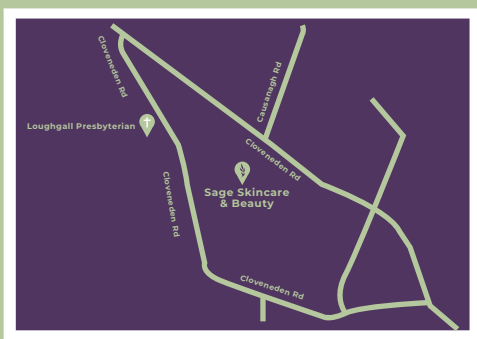 Cloveneden Rd
Causanagh Rd
Loughgall Presbyterian
Cloveneden Rd
Sage Skincare
& Beauty
Cloveneden Rd
Cloveneden Rd